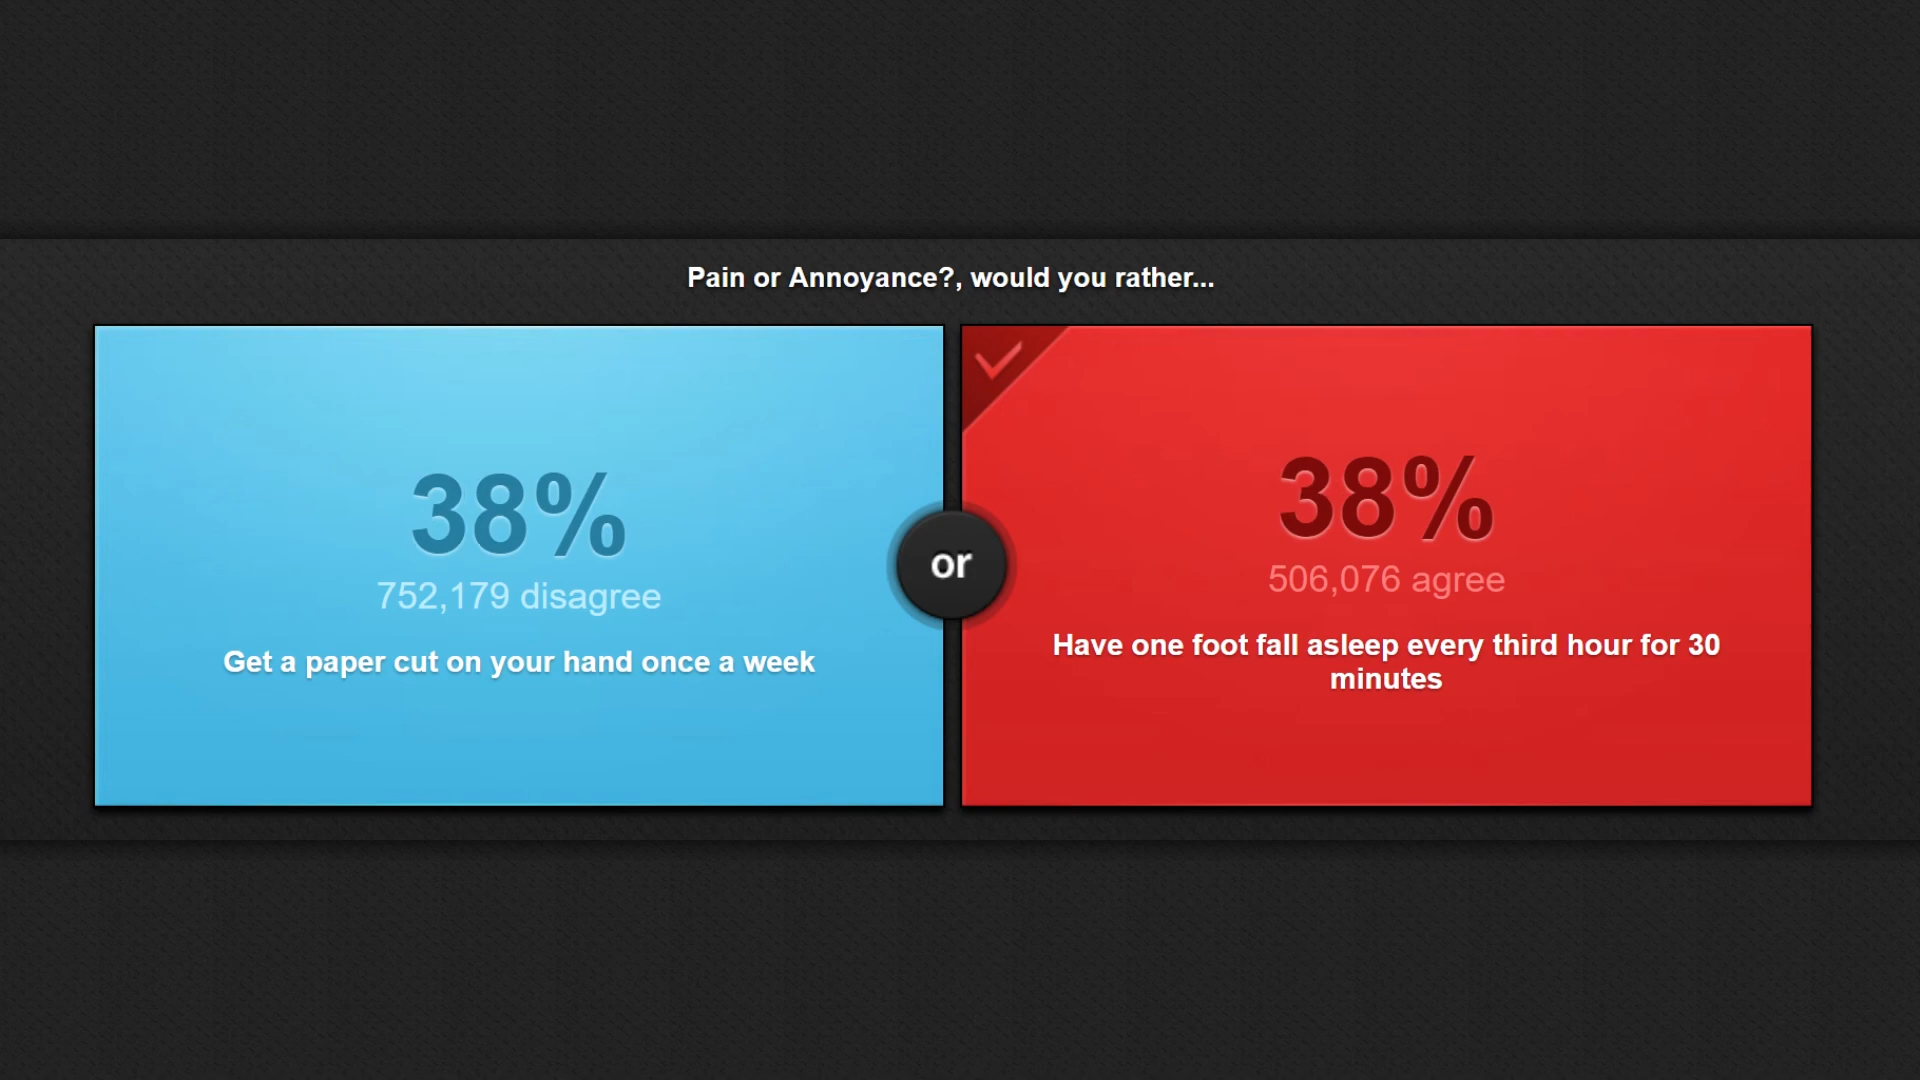 Pain or Annoyance?, would you rather...
38%
752,179 disagree
Get a paper cut on your hand once a week
or
38%
506,076 agree
Have one foot fall asleep every third hour for 30
minutes